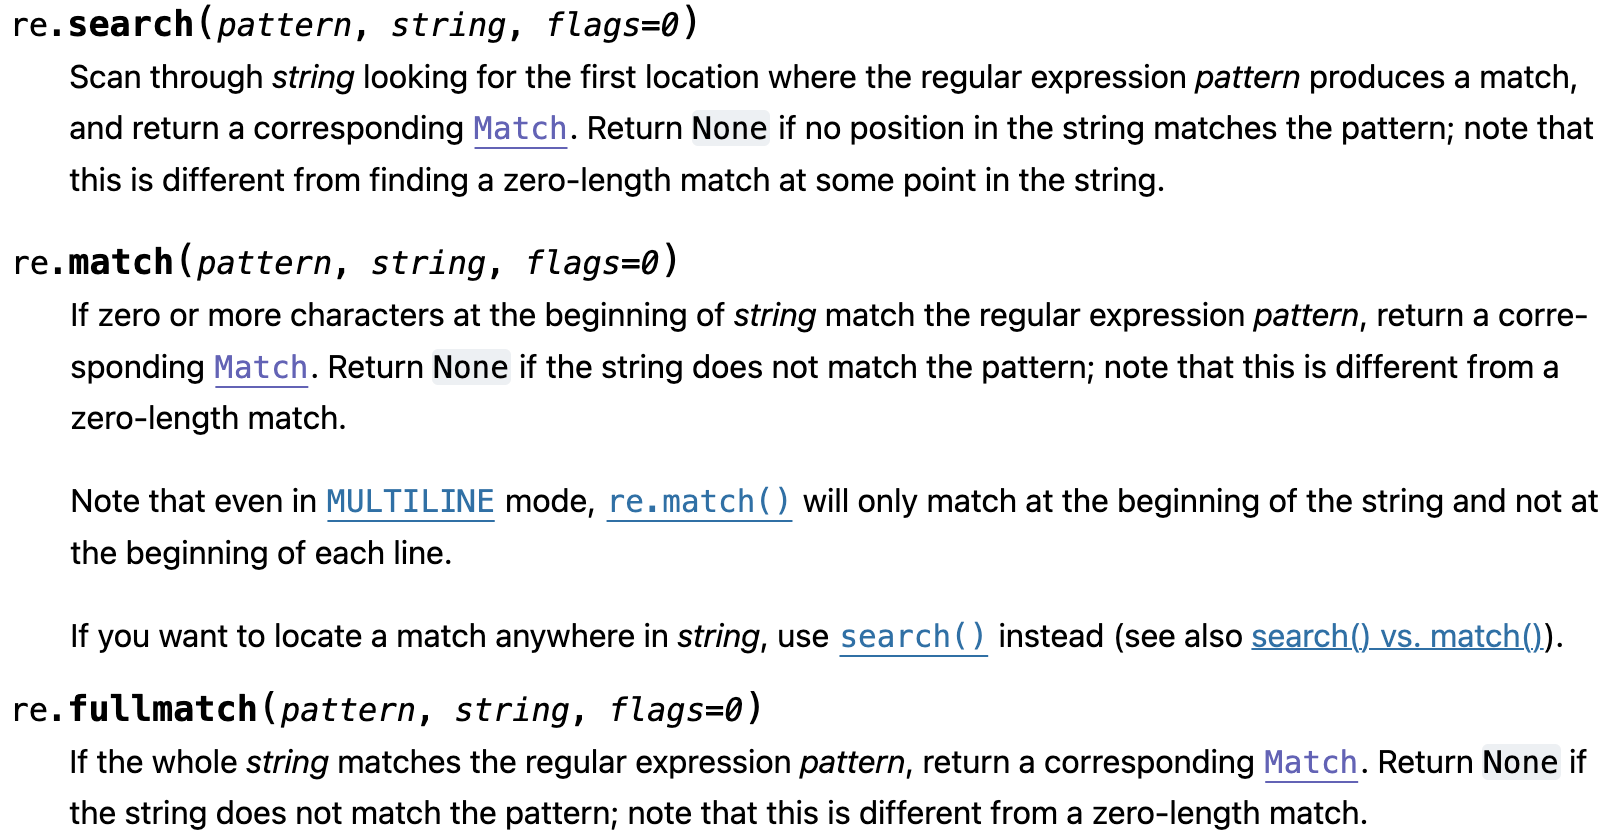 re.search(pattern, string, flags=0)
Scan through string looking for the first location where the regular expression pattern produces a match,
and return a corresponding Match. Return None if no position in the string matches the pattern; note that
this is different from finding a zero-length match at some point in the string.
re.match(pattern, string, flags=0)
If zero or more characters at the beginning of string match the regular expression pattern, return a corre-
sponding Match. Return None if the string does not match the pattern; note that this is different from a
zero-length match.
Note that even in MULTILINE mode, re.match() will only match at the beginning of the string and not at
the beginning of each line.
If you want to locate a match anywhere in string, use search() instead (see also search() vs. match()).
re.fullmatch(pattern, string, flags=0)
If the whole string matches the regular expression pattern, return a corresponding Match. Return None if
the string does not match the pattern; note that this is different from a zero-length match.